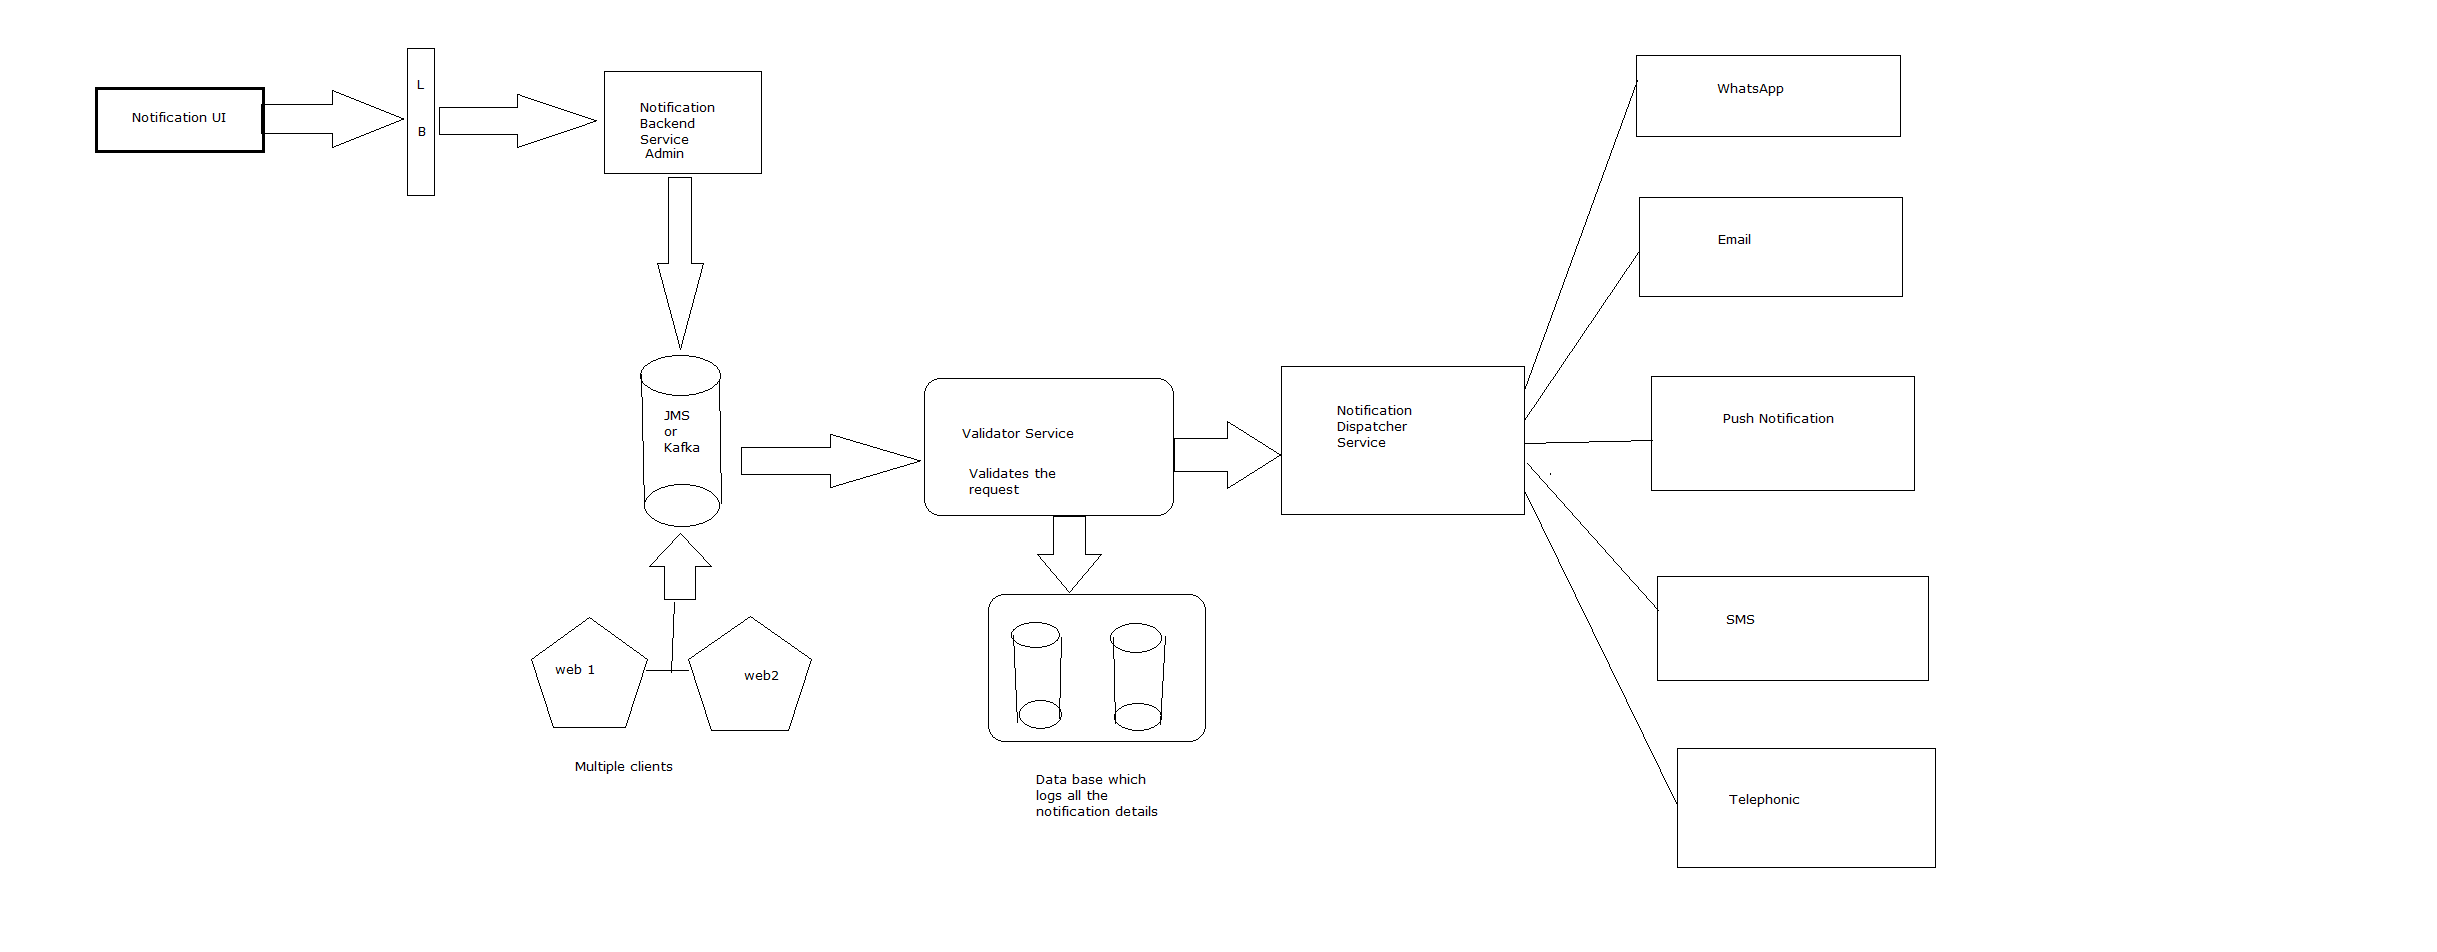 Notification UI
L
B
Notification
Backend
Service
Admin
WhatsApp
Email
JMS
or
Kafka
Validator Service
Validates the
request
Notification
Dispatcher
Service
Push Notification
web 1
web2
SMS
Multiple clients
Data base which
logs all the
notification details
Telephonic